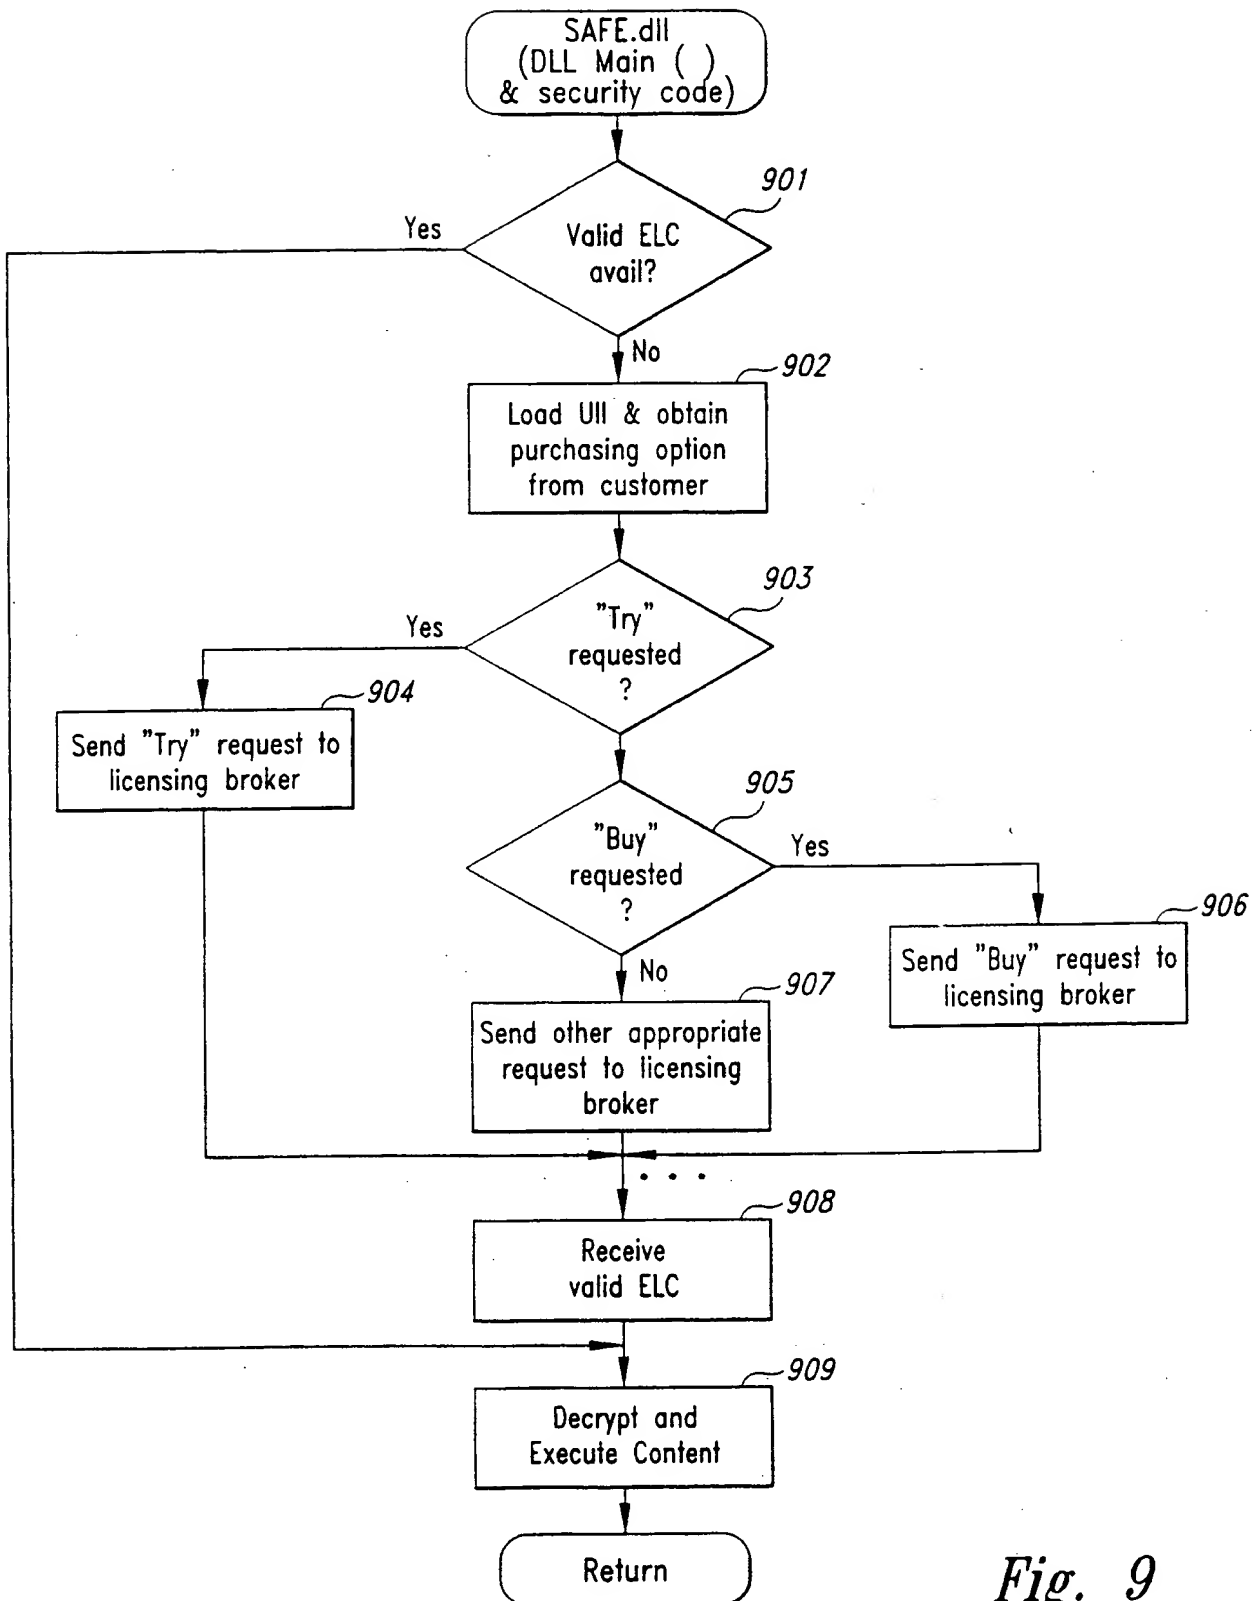 SAFE.dll
(DLL Main ( )
& security code)
901
Yes
Valid ELC
avail?
No
902
Load UII & obtain
purchasing option
from customer
903
Yes
"Try"
requested
?
904
Send "Try" request to
licensing broker
905
"Buy"
requested
?
Yes
906
Send "Buy" request to
licensing broker
No
907
Send other appropriate
request to licensing
broker
. . .
908
Receive
valid ELC
909
Decrypt and
Execute Content
Return
Fig. 9